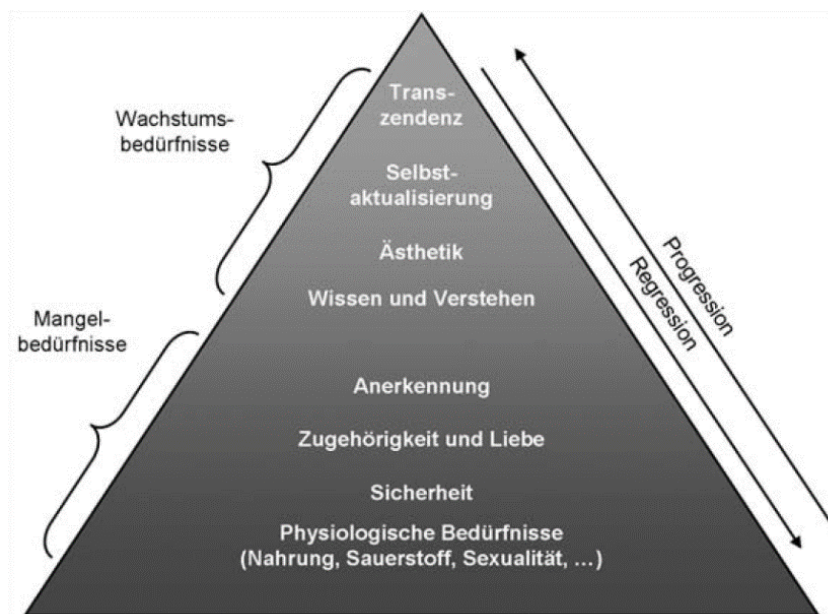 Trans-
zendenz
Wachstums-
bedürfnisse
Selbst-
aktualisierung
Ästhetik
Wissen und Verstehen
Progression
Regression
Mangel-
bedürfnisse
Anerkennung
Zugehörigkeit und Liebe
Sicherheit
Physiologische Bedürfnisse
(Nahrung, Sauerstoff, Sexualität, ...)